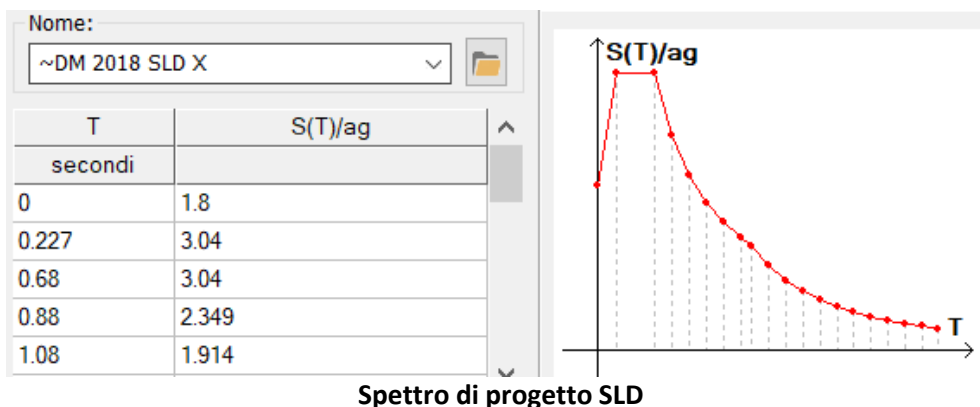 Nome:
~DM 2018 SLD X
T S(T)/ag
secondi
0 1.8
0.227 3.04
0.68 3.04
0.88 2.349
1.08 1.914
S(T)/ag
T
Spettro di progetto SLD